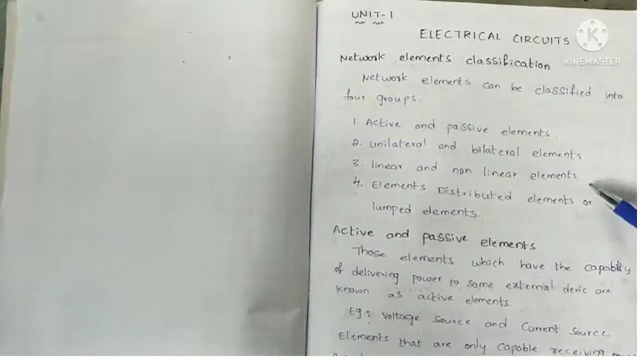 UNIT-1
ELECTRICAL CIRCUITS
KINEMASTER
Network elements classification
Network elements can be classified into
four groups.
1. Active and passive elements.
2. unilateral and bilateral elements
3. linear and non linear elements
4. Elements Distributed elements or
lumped elements.
Active and passive elements
Those elements which have the capability
of delivering power to some external devic are
known as active elements.
Eg: Voltage Source and Current Source
Elements that are only capable receiving